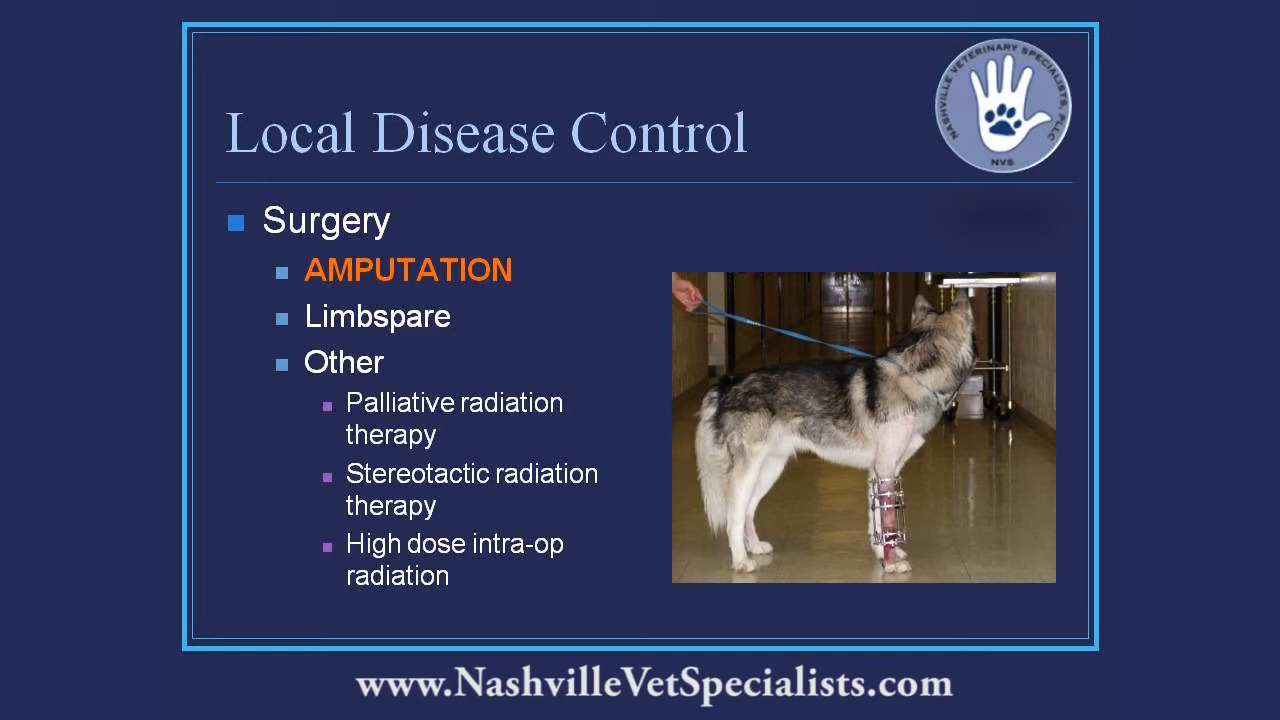 NASHVILLE VETERINARY SPECIALISTS, PLLC
NVS
Local Disease Control
Surgery
AMPUTATION
Limbspare
Other
Palliative radiation
therapy
Stereotactic radiation
therapy
High dose intra-op
radiation
www.NashvilleVetSpecialists.com